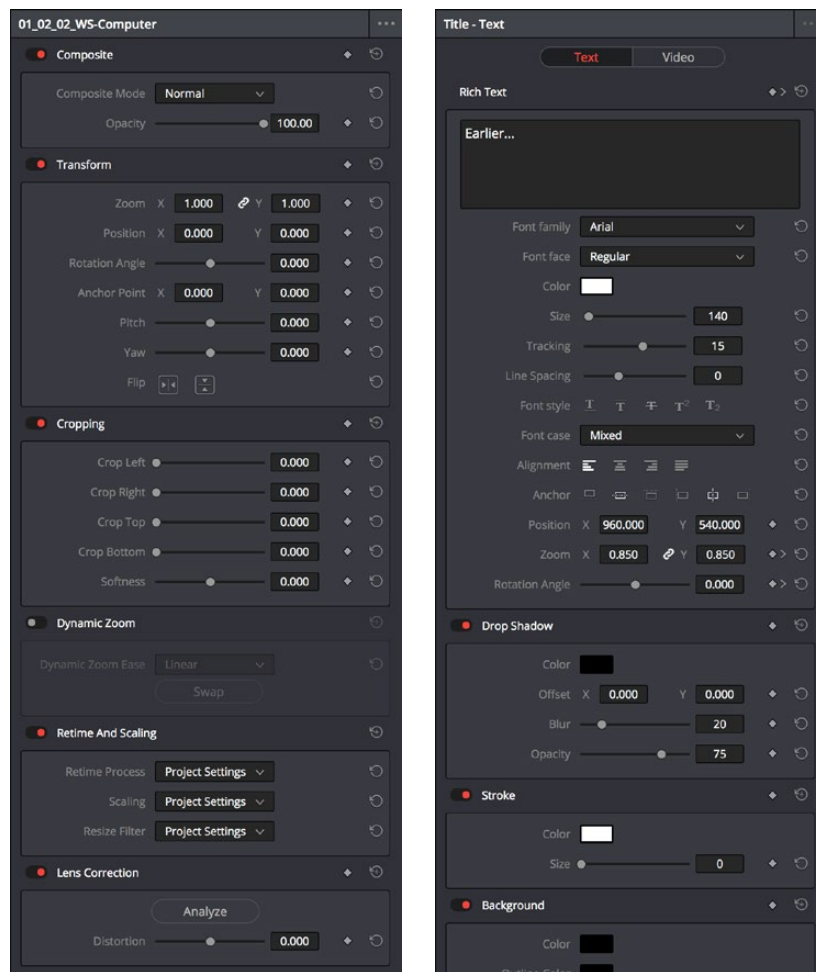 01_02_02_WS-Computer
Composite
Composite Mode Normal
Opacity 100.00
Transform
Zoom X 1.000 Y 1.000
Position X 0.000 Y 0.000
Rotation Angle 0.000
Anchor Point X 0.000 Y 0.000
Pitch 0.000
Yaw 0.000
Flip
Cropping
Crop Left 0.000
Crop Right 0.000
Crop Top 0.000
Crop Bottom 0.000
Softness 0.000
Dynamic Zoom
Dynamic Zoom Ease Linear
Swap
Retime And Scaling
Retime Process Project Settings
Scaling Project Settings
Resize Filter Project Settings
Lens Correction
Analyze
Distortion 0.000
Title - Text
Text Video
Rich Text
Earlier...
Font family Arial
Font face Regular
Color
Size 140
Tracking 15
Line Spacing 0
Font style T T T T² T₂
Font case Mixed
Alignment
Anchor
Position X 960.000 Y 540.000
Zoom X 0.850 Y 0.850
Rotation Angle 0.000
Drop Shadow
Color
Offset X 0.000 Y 0.000
Blur 20
Opacity 75
Stroke
Color
Size 0
Background
Color
Outline Color